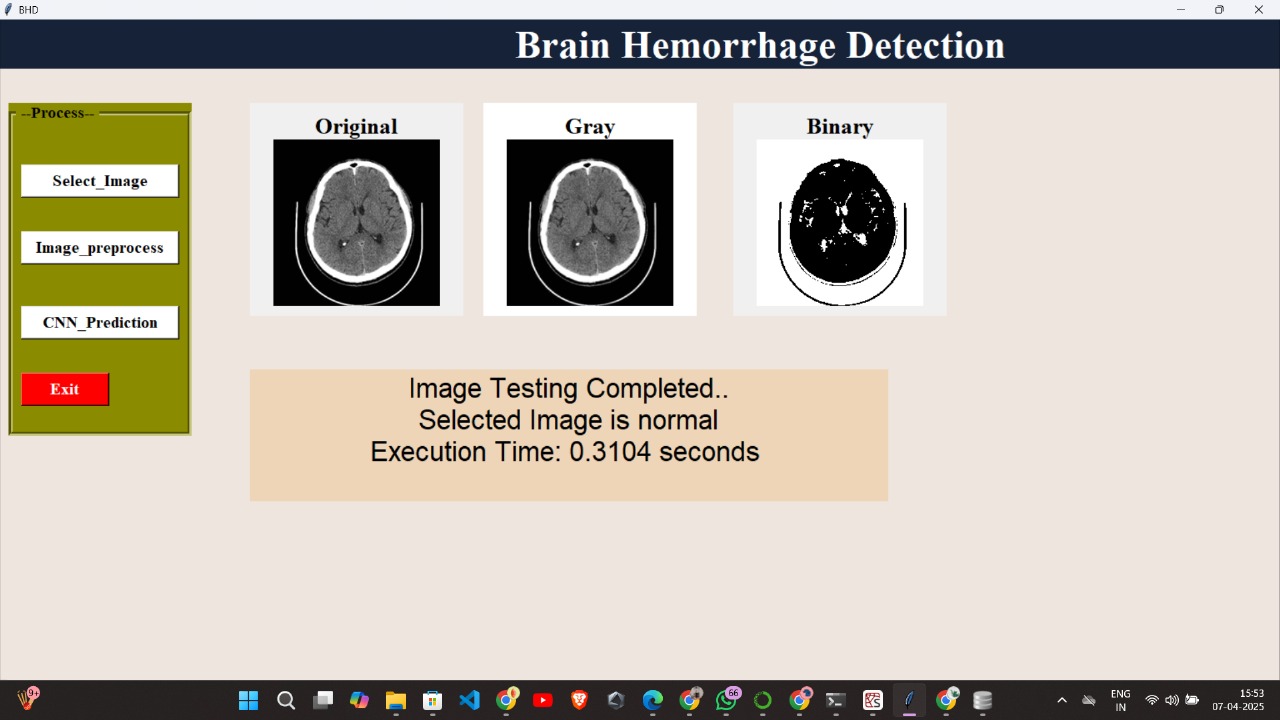 BHD
Brain Hemorrhage Detection
--Process--
Select_Image
Image_preprocess
CNN_Prediction
Exit
Original
Gray
Binary
Image Testing Completed..
Selected Image is normal
Execution Time: 0.3104 seconds
9+
66
ENG
IN
15:53
07-04-2025